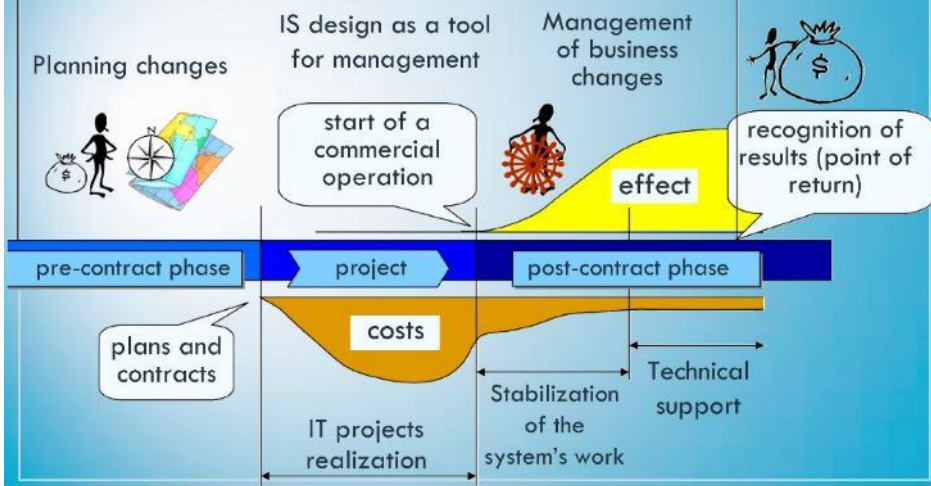 Planning changes
IS design as a tool
for management
Management
of business
changes
$
N
$
start of a
commercial
operation
effect
recognition of
results (point of
return)
pre-contract phase
project
post-contract phase
costs
plans and
contracts
IT projects
realization
Stabilization
of the
system's work
Technical
support